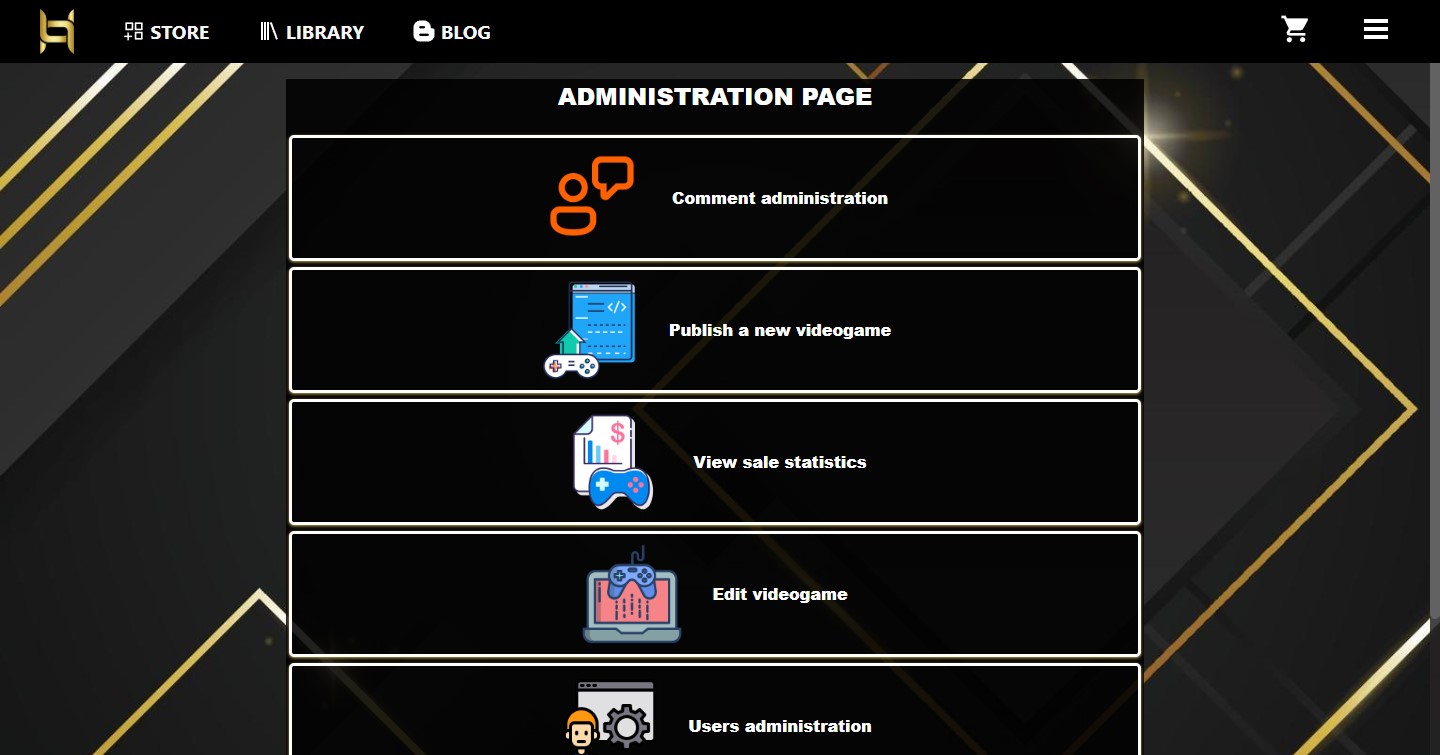 STORE
LIBRARY
BLOG
ADMINISTRATION PAGE
Comment administration
Publish a new videogame
View sale statistics
Edit videogame
Users administration